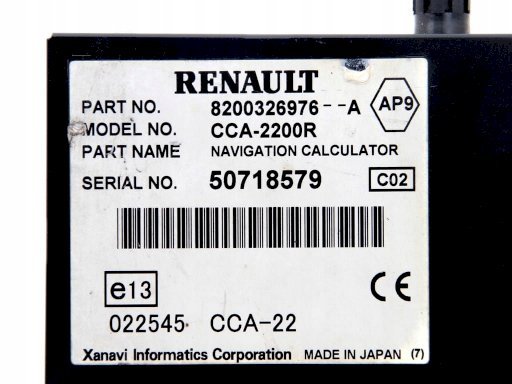 RENAULT
PART NO. 8200326976--A AP9
MODEL NO. CCA-2200R
PART NAME NAVIGATION CALCULATOR
SERIAL NO. 50718579 C02
e13 CE
022545 CCA-22
Xanavi Informatics Corporation MADE IN JAPAN (7)